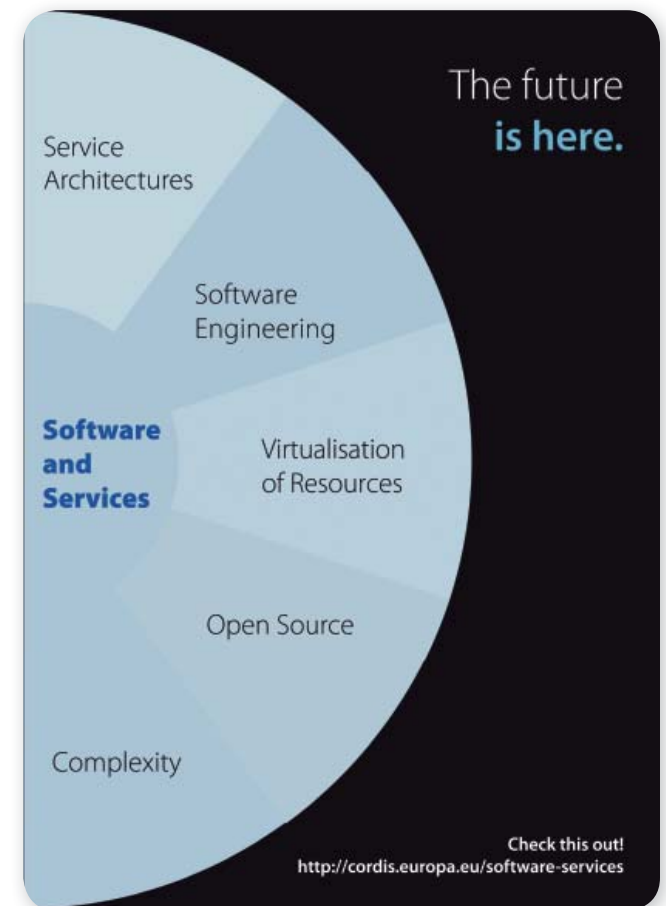 The future
is here.
Service
Architectures
Software
Engineering
Software
and
Services
Virtualisation
of Resources
Open Source
Complexity
Check this out!
http://cordis.europa.eu/software-services